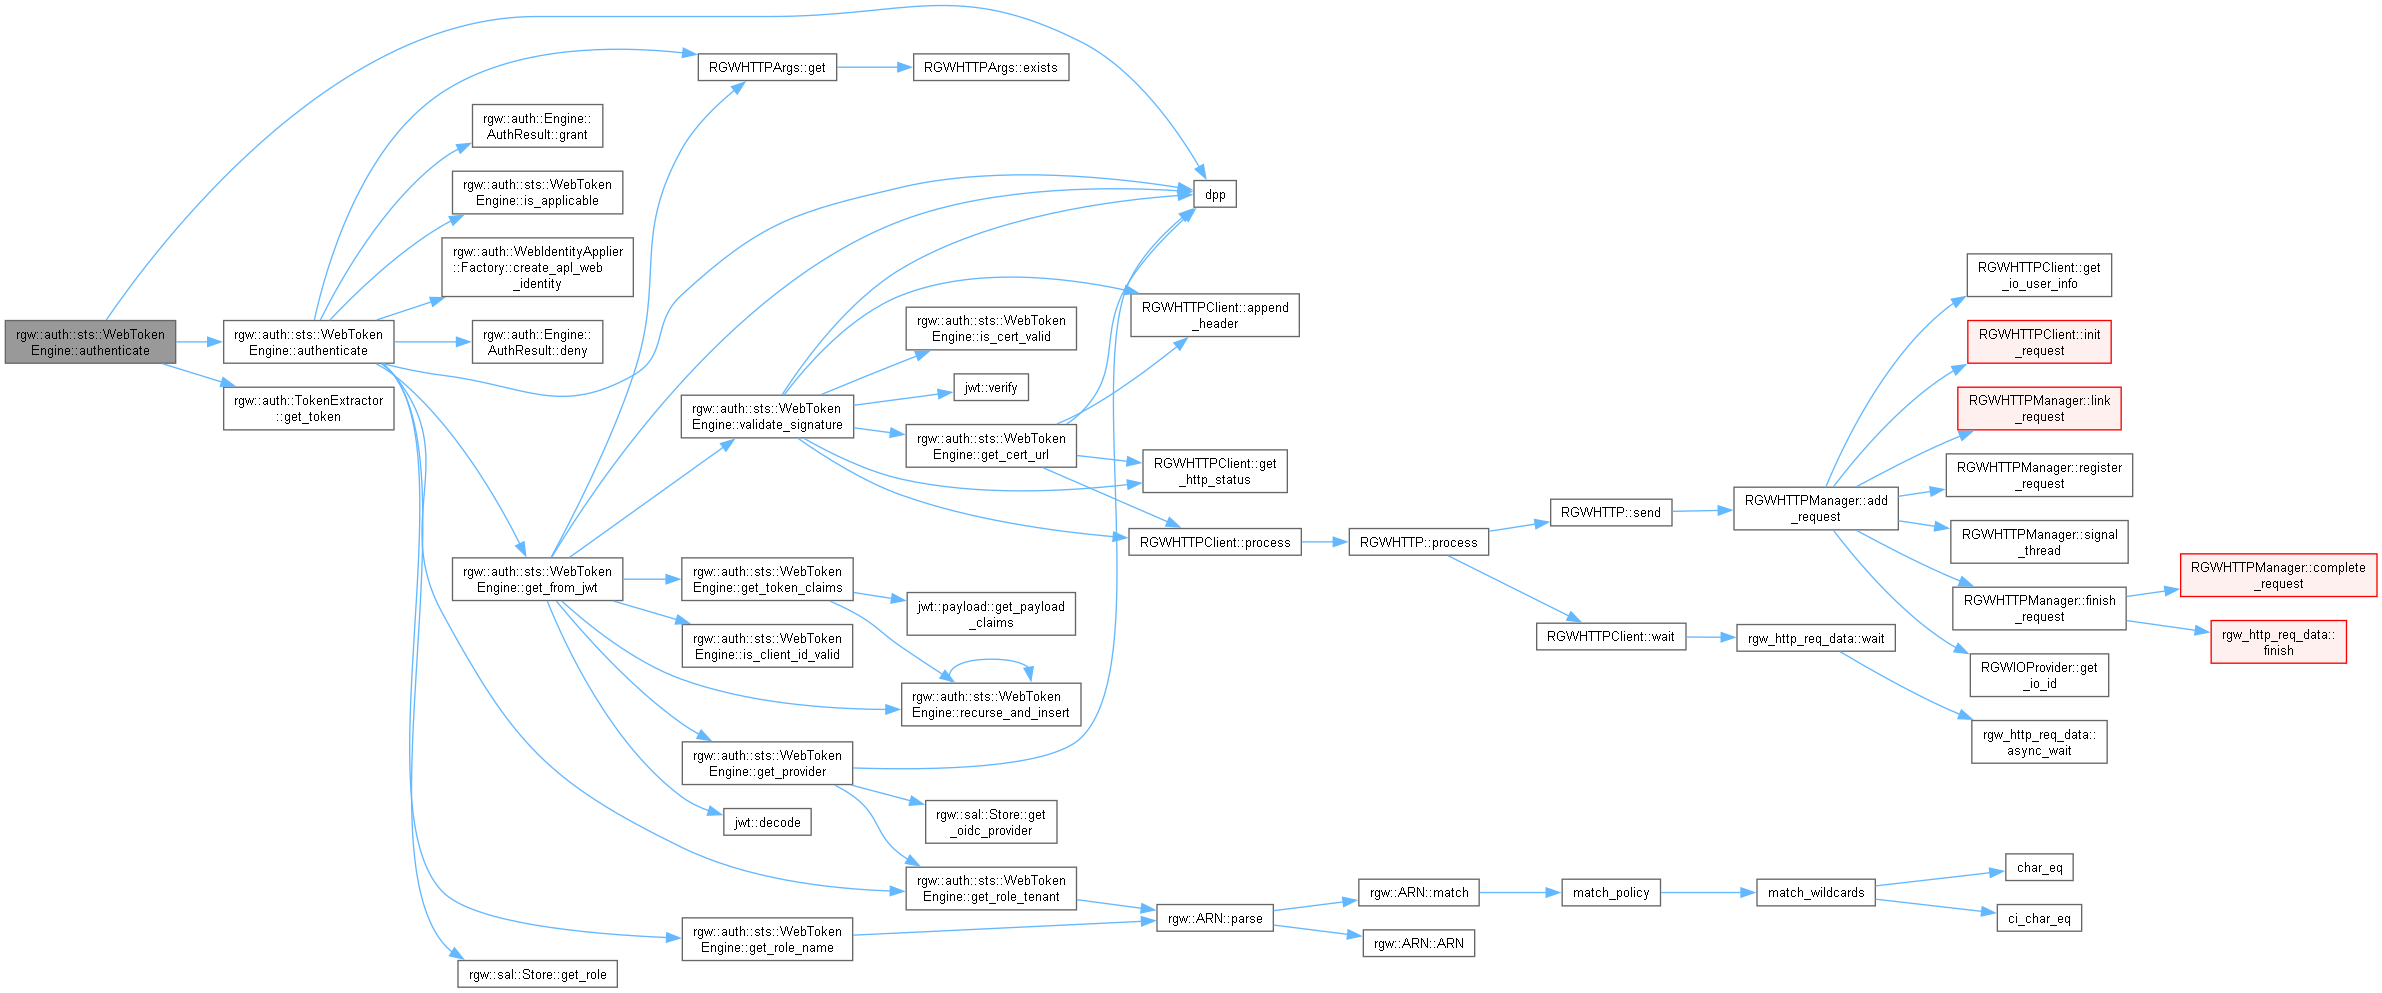 rgw::auth::sts::WebToken
Engine::authenticate
rgw::auth::sts::WebToken
Engine::authenticate
rgw::auth::TokenExtractor
::get_token
RGWHTTPArgs::get
RGWHTTPArgs::exists
rgw::auth::Engine::
AuthResult::grant
rgw::auth::sts::WebToken
Engine::is_applicable
rgw::auth::WebIdentityApplier
::Factory::create_apl_web
_identity
rgw::auth::Engine::
AuthResult::deny
dpp
RGWHTTPClient::append
_header
rgw::auth::sts::WebToken
Engine::is_cert_valid
jwt::verify
rgw::auth::sts::WebToken
Engine::validate_signature
rgw::auth::sts::WebToken
Engine::get_cert_url
RGWHTTPClient::get
_http_status
RGWHTTPClient::process
RGWHTTP::process
RGWHTTP::send
RGWHTTPManager::add
_request
RGWHTTPClient::get
_io_user_info
RGWHTTPClient::init
_request
RGWHTTPManager::link
_request
RGWHTTPManager::register
_request
RGWHTTPManager::signal
_thread
RGWHTTPManager::finish
_request
RGWHTTPManager::complete
_request
rgw_http_req_data::
finish
RGWIOProvider::get
_io_id
RGWHTTPClient::wait
rgw_http_req_data::wait
rgw_http_req_data::
async_wait
rgw::auth::sts::WebToken
Engine::get_from_jwt
rgw::auth::sts::WebToken
Engine::get_token_claims
jwt::payload::get_payload
_claims
rgw::auth::sts::WebToken
Engine::is_client_id_valid
rgw::auth::sts::WebToken
Engine::recurse_and_insert
rgw::auth::sts::WebToken
Engine::get_provider
rgw::sal::Store::get
_oidc_provider
jwt::decode
rgw::auth::sts::WebToken
Engine::get_role_tenant
rgw::auth::sts::WebToken
Engine::get_role_name
rgw::ARN::parse
rgw::ARN::match
rgw::ARN::ARN
match_policy
match_wildcards
char_eq
ci_char_eq
rgw::sal::Store::get_role